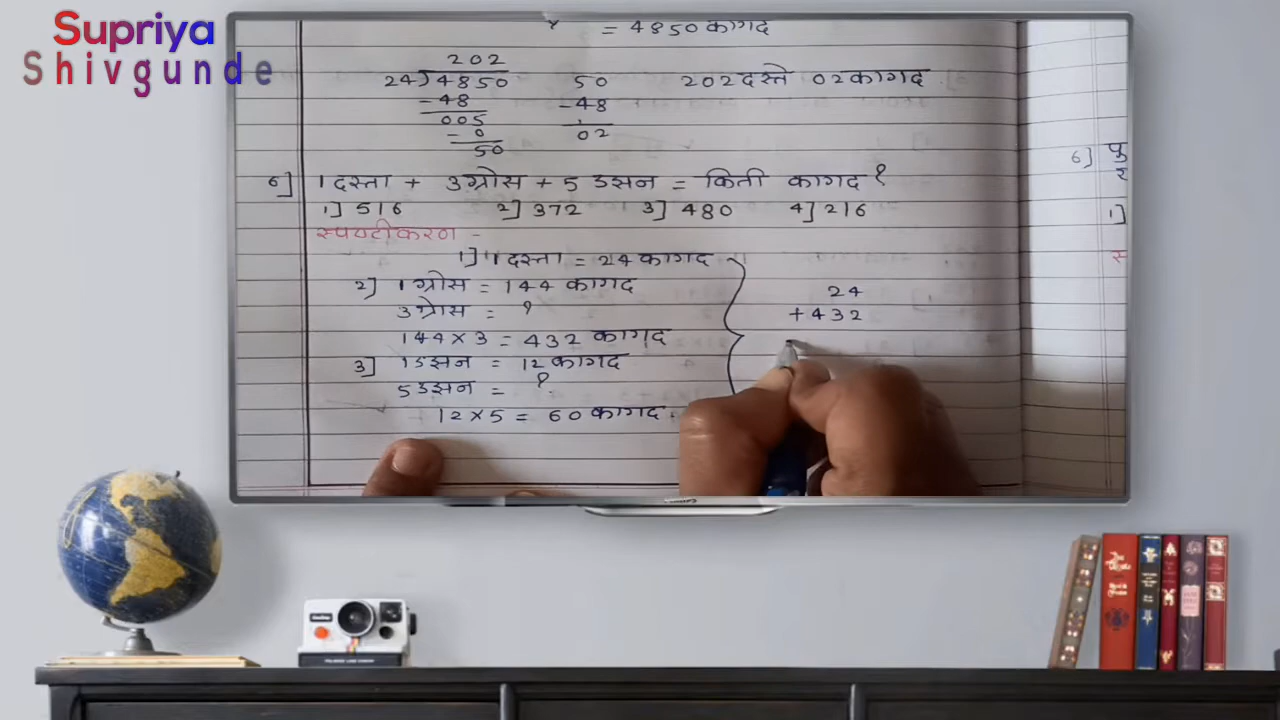 Supriya
Shivgunde
= 4850 कागद
202
24)4850 50 202 दस्ते 02 कागद
-48 -48
005 02
- 0
50
6] 1 दस्ता + 3 ग्रोस + 5 डझन = किती कागद ?
1] 516 2] 372 3] 480 4] 216
स्पष्टीकरण -
1] 1 दस्ता = 24 कागद
2] 1 ग्रोस = 144 कागद
3 ग्रोस = ?
144 × 3 = 432 कागद
3] 1 डझन = 12 कागद
5 डझन = ?
12 × 5 = 60 कागद.
24
+432
6]
1]